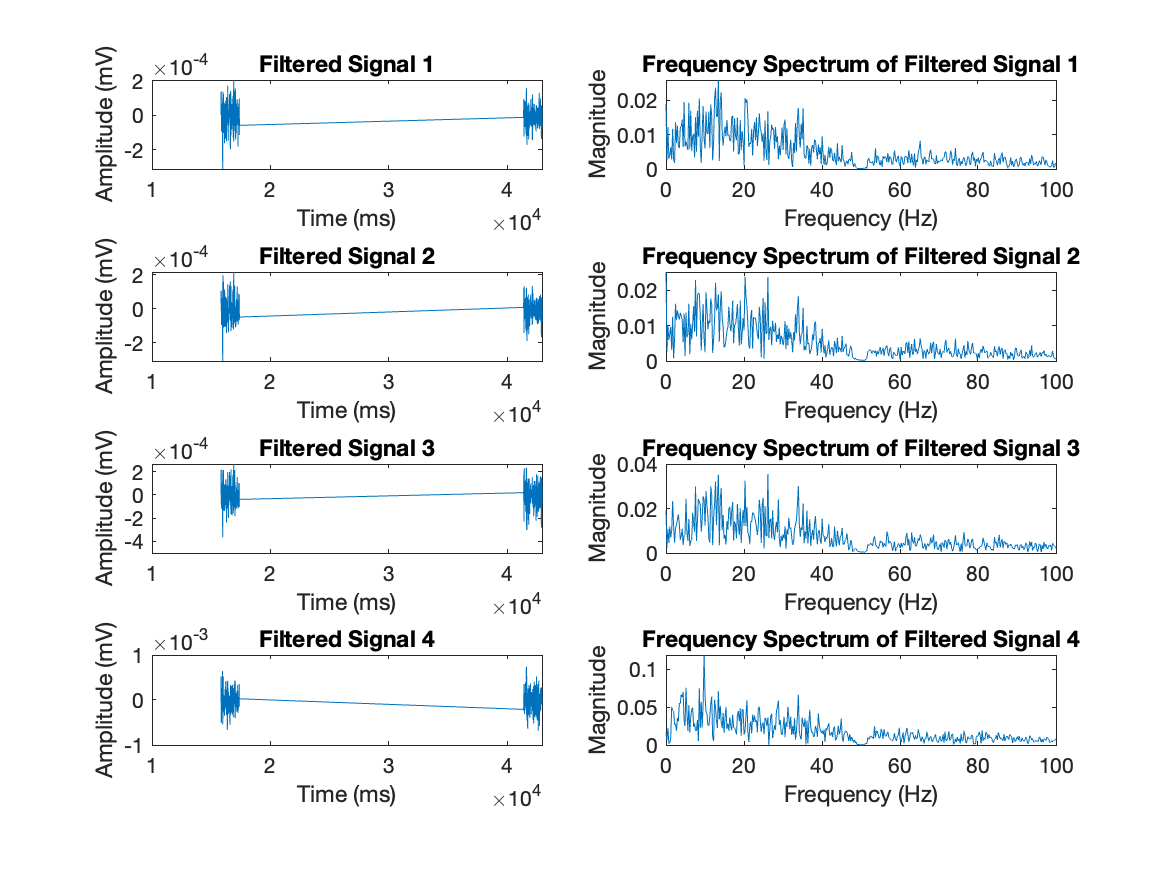 Filtered Signal 1
×10-4
Amplitude (mV)
2
0
-2
1 2 3 4
Time (ms)
×104
Frequency Spectrum of Filtered Signal 1
Magnitude
0.02
0.01
0
0 20 40 60 80 100
Frequency (Hz)
Filtered Signal 2
×10-4
Amplitude (mV)
2
0
-2
1 2 3 4
Time (ms)
×104
Frequency Spectrum of Filtered Signal 2
Magnitude
0.02
0.01
0
0 20 40 60 80 100
Frequency (Hz)
Filtered Signal 3
×10-4
Amplitude (mV)
2
0
-2
-4
1 2 3 4
Time (ms)
×104
Frequency Spectrum of Filtered Signal 3
Magnitude
0.04
0.02
0
0 20 40 60 80 100
Frequency (Hz)
Filtered Signal 4
×10-3
Amplitude (mV)
1
0
-1
1 2 3 4
Time (ms)
×104
Frequency Spectrum of Filtered Signal 4
Magnitude
0.1
0.05
0
0 20 40 60 80 100
Frequency (Hz)